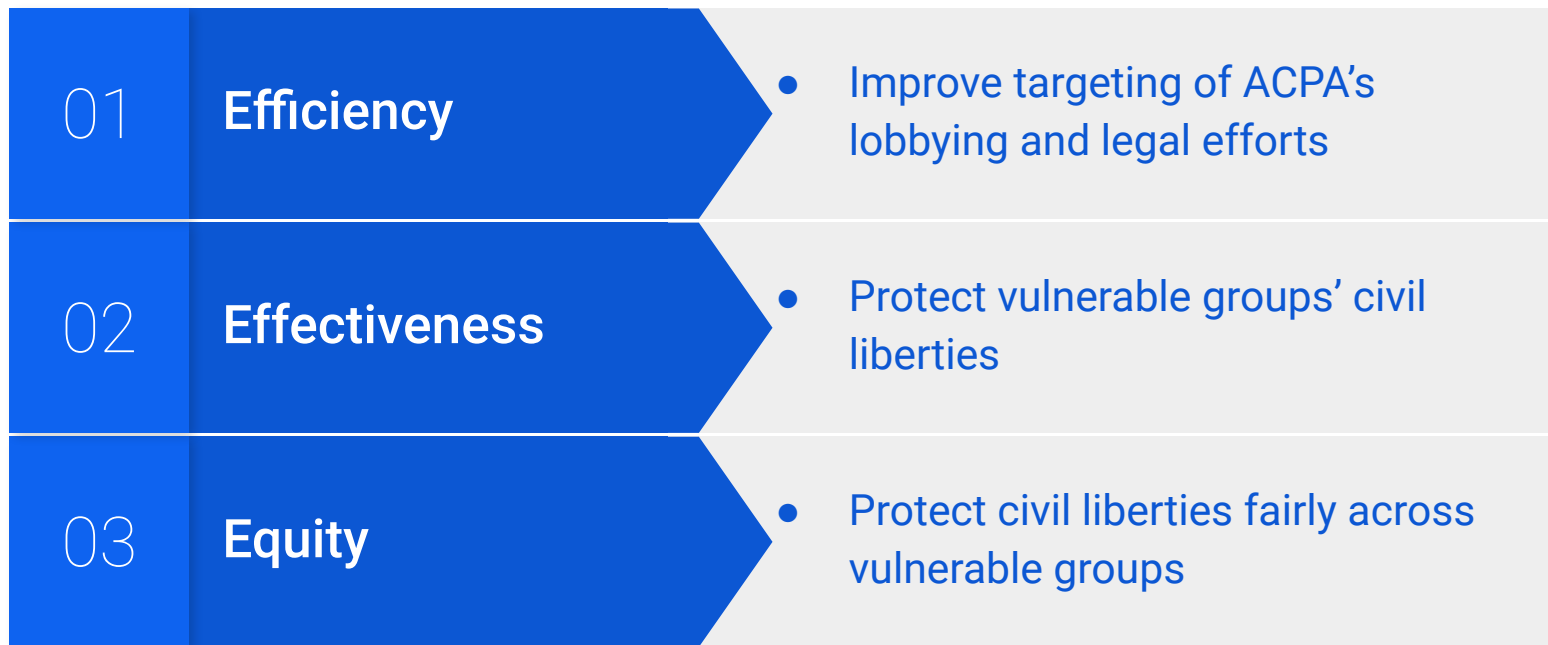 01
Efficiency
• Improve targeting of ACPA’s
lobbying and legal efforts
02
Effectiveness
• Protect vulnerable groups’ civil
liberties
03
Equity
• Protect civil liberties fairly across
vulnerable groups